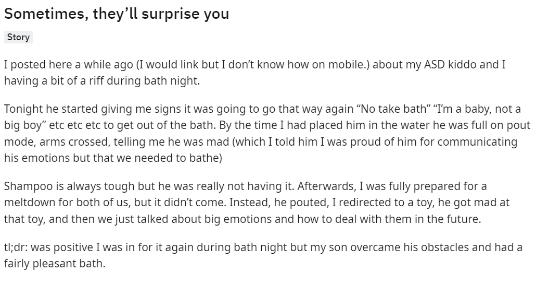 Sometimes, they’ll surprise you
Story
I posted here a while ago (I would link but I don’t know how on mobile.) about my ASD kiddo and I
having a bit of a riff during bath night.
Tonight he started giving me signs it was going to go that way again “No take bath” “I’m a baby, not a
big boy” etc etc etc to get out of the bath. By the time I had placed him in the water he was full on pout
mode, arms crossed, telling me he was mad (which I told him I was proud of him for communicating
his emotions but that we needed to bathe)
Shampoo is always tough but he was really not having it. Afterwards, I was fully prepared for a
meltdown for both of us, but it didn’t come. Instead, he pouted, I redirected to a toy, he got mad at
that toy, and then we just talked about big emotions and how to deal with them in the future.
tl;dr: was positive I was in for it again during bath night but my son overcame his obstacles and had a
fairly pleasant bath.